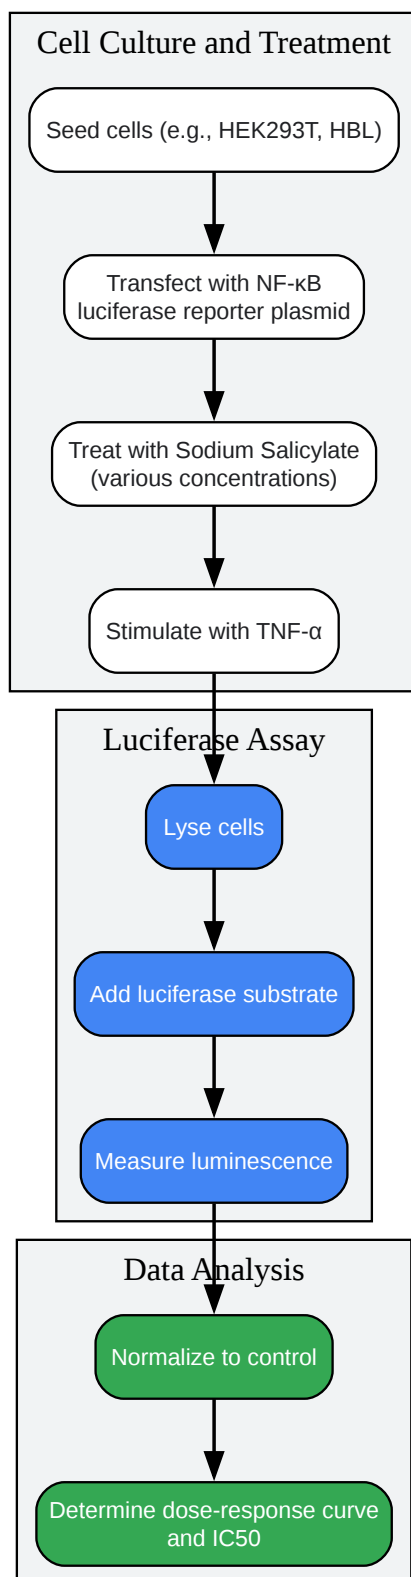 Cell Culture and Treatment
Seed cells (e.g., HEK293T, HBL)
Transfect with NF-κB
luciferase reporter plasmid
Treat with Sodium Salicylate
(various concentrations)
Stimulate with TNF-α
Luciferase Assay
Lyse cells
Add luciferase substrate
Measure luminescence
Data Analysis
Normalize to control
Determine dose-response curve
and IC50